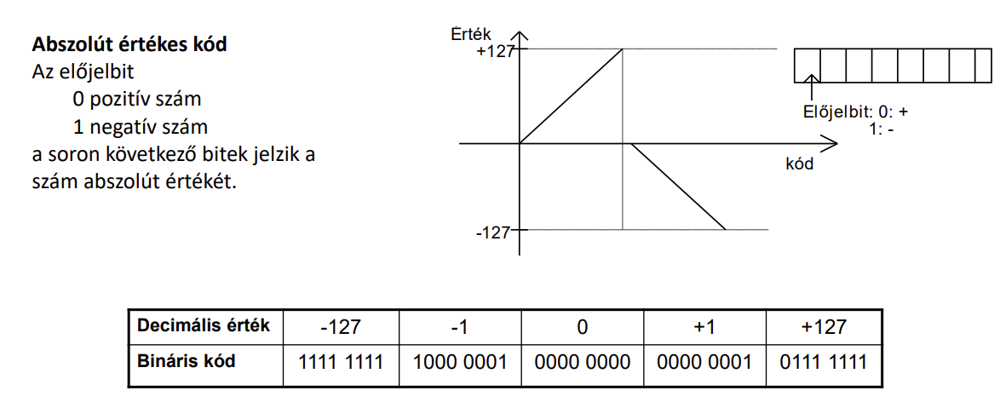 Abszolút értékes kód
Az előjelbit
0 pozitív szám
1 negatív szám
a soron következő bitek jelzik a
szám abszolút értékét.
Érték
+127
-127
kód
Előjelbit: 0: +
1: -
Decimális érték -127 -1 0 +1 +127
Bináris kód 1111 1111 1000 0001 0000 0000 0000 0001 0111 1111